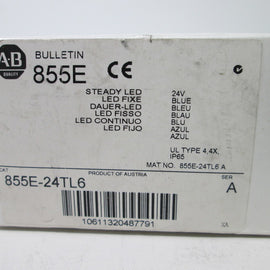 AB
QUALITY
BULLETIN
855E
CE
STEADY LED 24V
LED FIXE BLUE
DAUER-LED BLEU
LED FISSO BLAU
LED CONTINUO BLU
LED FIJO AZUL
AZUL
UL TYPE 4,4X,
IP65
MAT NO. 855E-24TL6 A
CAT PRODUCT OF AUSTRIA SER
855E-24TL6 A
10611320487791